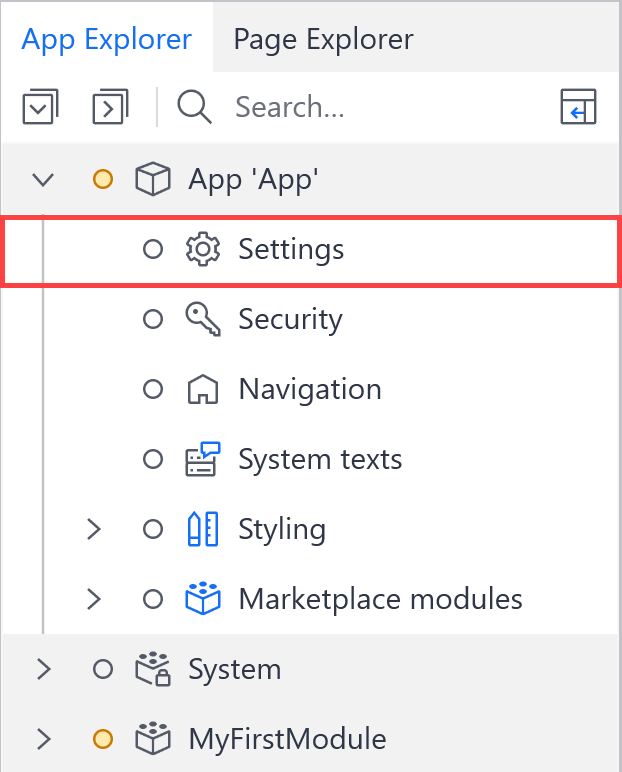 App Explorer Page Explorer
Search...
App 'App'
Settings
Security
Navigation
System texts
Styling
Marketplace modules
System
MyFirstModule